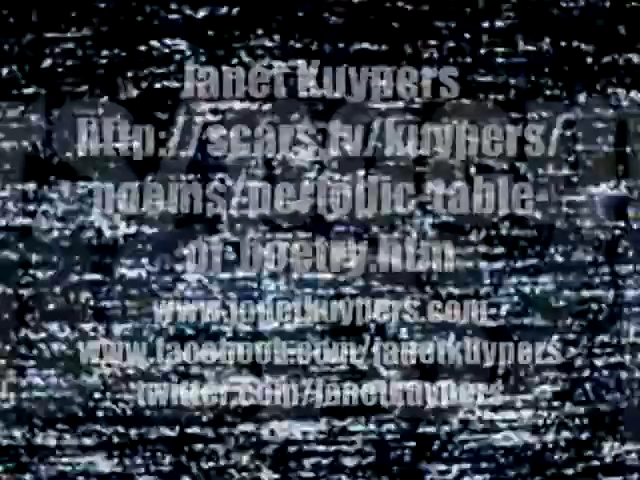 Janet Kuypers
http://scars.tv/kuypers/
poems/periodic-table-
of-poetry.htm
www.janetkuypers.com
www.facebook.com/janetkuypers
twitter.com/janetkuypers